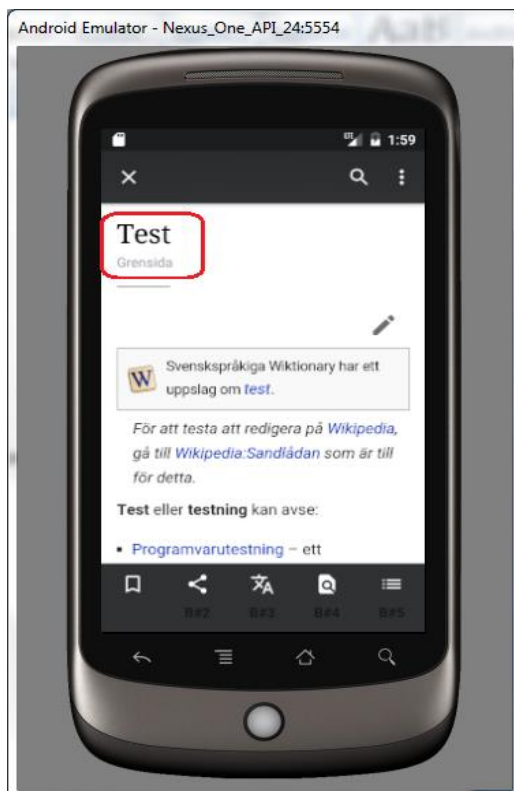 Android Emulator - Nexus_One_API_24:5554
LTE 1:59
Test
Grensida
W Svenskspråkiga Wiktionary har ett
uppslag om test.
För att testa att redigera på Wikipedia,
gå till Wikipedia:Sandlådan som är till
för detta.
Test eller testning kan avse:
▪ Programvarutestning – ett
B#2 B#3 B#4 B#5